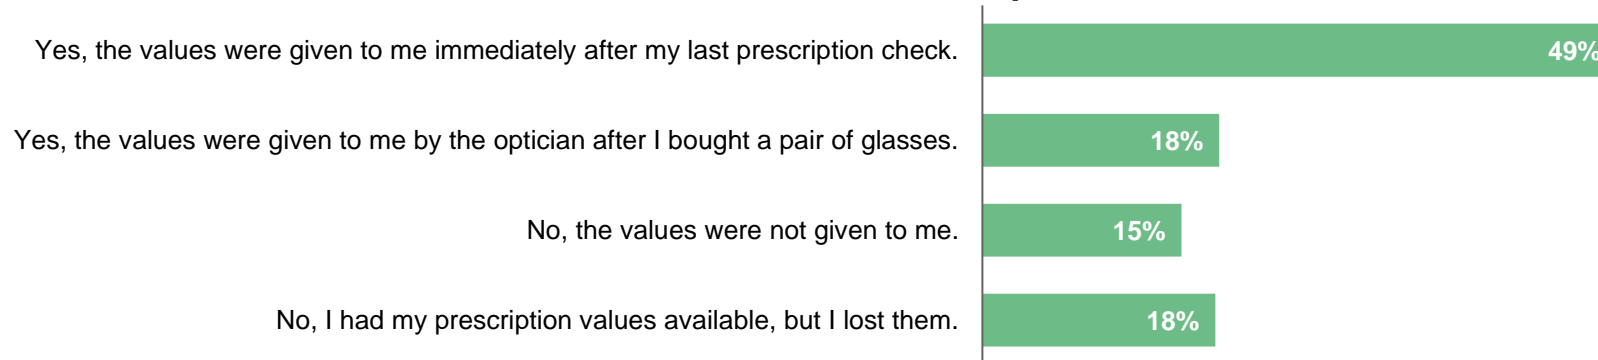 Yes, the values were given to me immediately after my last prescription check.
49%
Yes, the values were given to me by the optician after I bought a pair of glasses.
18%
No, the values were not given to me.
15%
No, I had my prescription values available, but I lost them.
18%